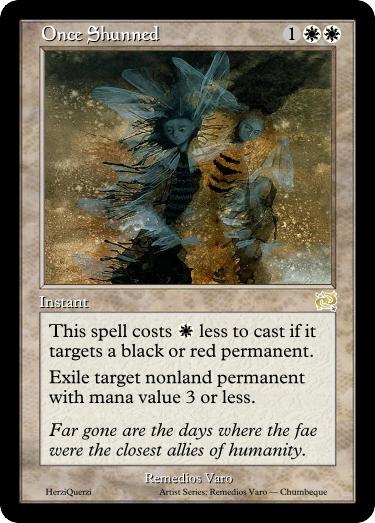 Once Shunned 1
Instant
This spell costs less to cast if it
targets a black or red permanent.
Exile target nonland permanent
with mana value 3 or less.
Far gone are the days where the fae
were the closest allies of humanity.
Remedios Varo
HerziQuerzi Artist Series: Remedios Varo — Chumbeque